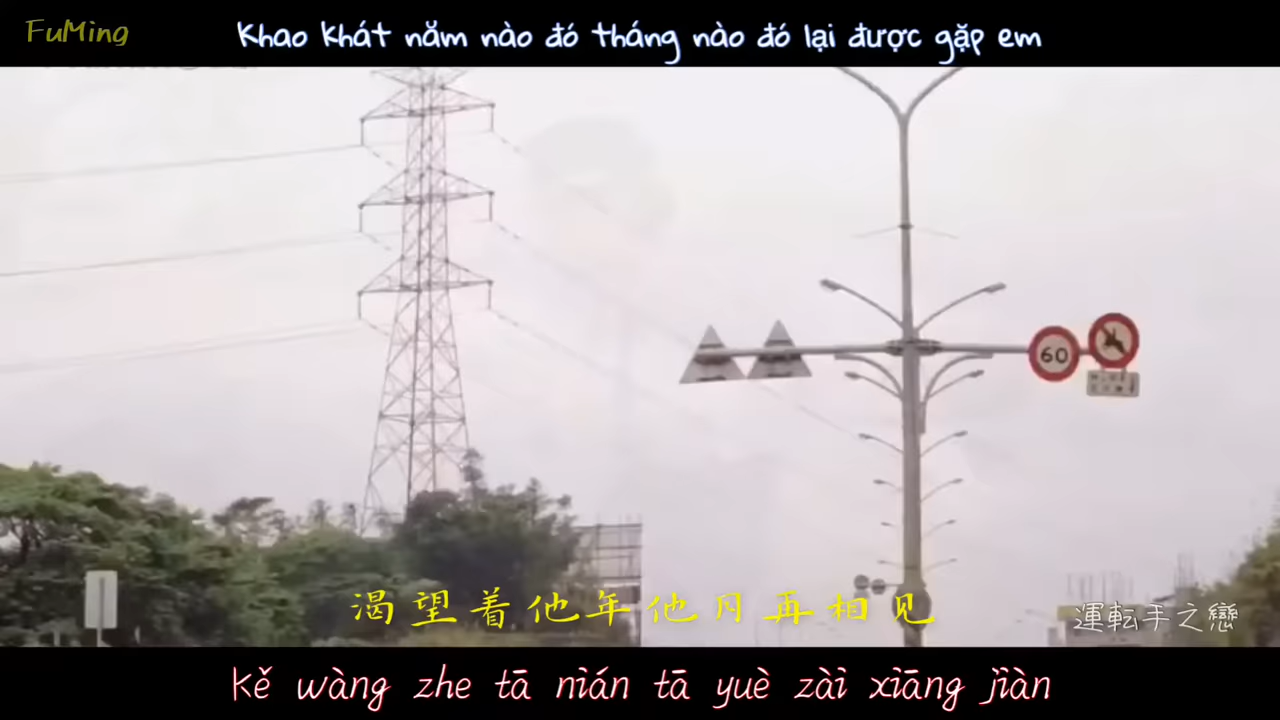 FuMing
Khao khát năm nào đó tháng nào đó lại được gặp em
60
渴望着他年他月再相见
運転手之戀
kě wàng zhe tā nián tā yuè zài xiāng jiàn